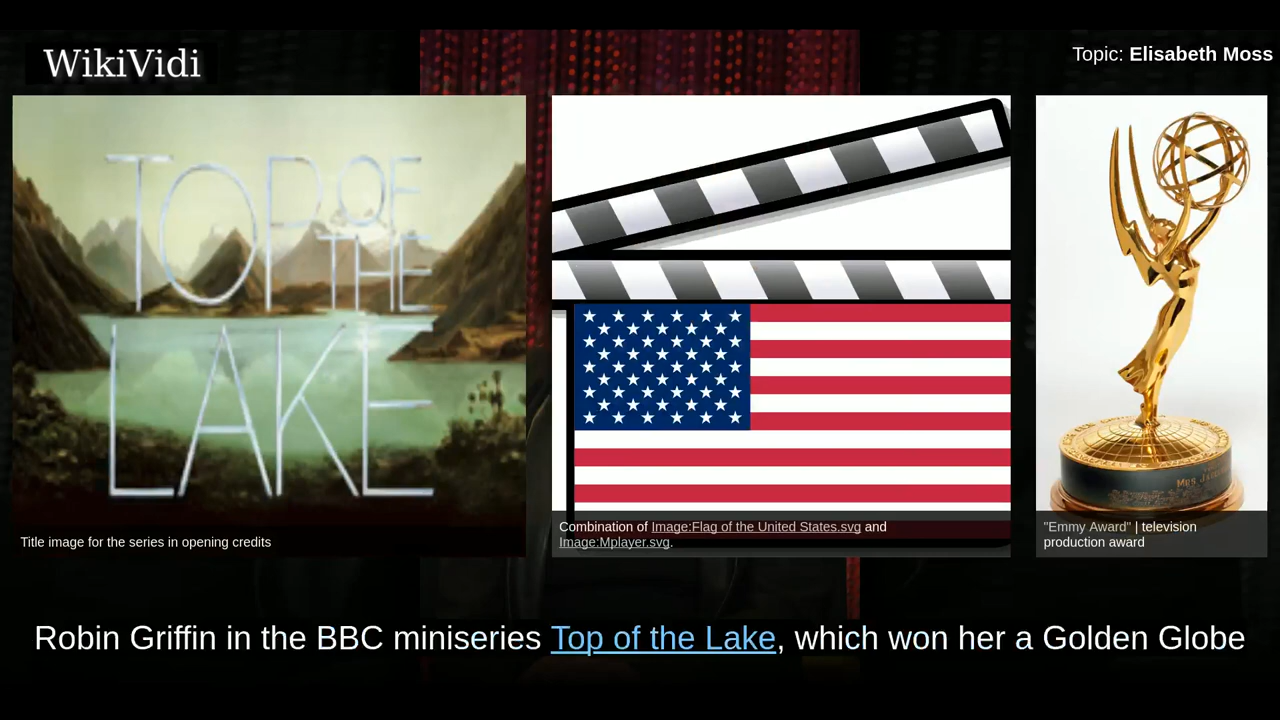 WikiVidi
Topic: Elisabeth Moss
TOP OF
THE
LAKE
Title image for the series in opening credits
Combination of Image:Flag of the United States.svg and
Image:Mplayer.svg.
"Emmy Award" | television
production award
Robin Griffin in the BBC miniseries Top of the Lake, which won her a Golden Globe